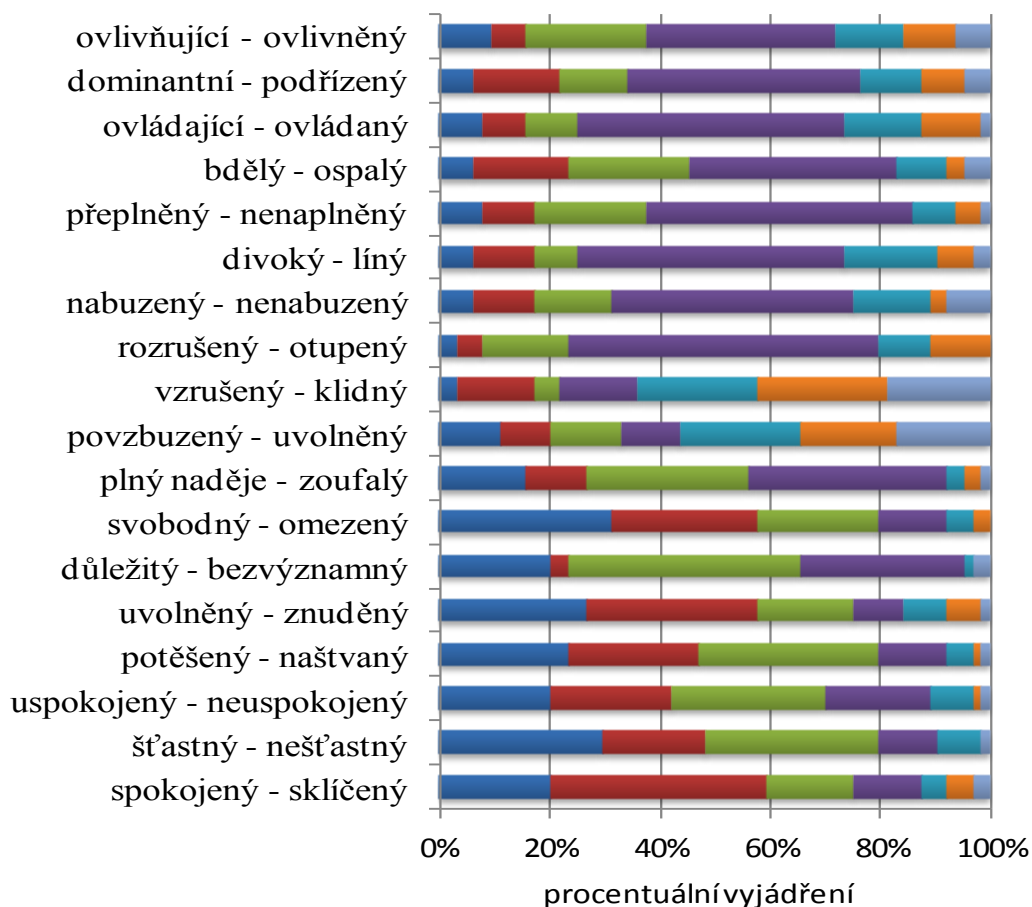 ovlivňující - ovlivněný
dominantní - podřízený
ovládající - ovládaný
bdělý - ospalý
přeplněný - nenaplněný
divoký - líný
nabuzený - nenabuzený
rozrušený - otupený
vzrušený - klidný
povzbuzený - uvolněný
plný naděje - zoufalý
svobodný - omezený
důležitý - bezvýznamný
uvolněný - znuděný
potěšený - naštvaný
uspokojený - neuspokojený
šťastný - nešťastný
spokojený - sklíčený
0% 20% 40% 60% 80% 100%
procentuální vyjádření